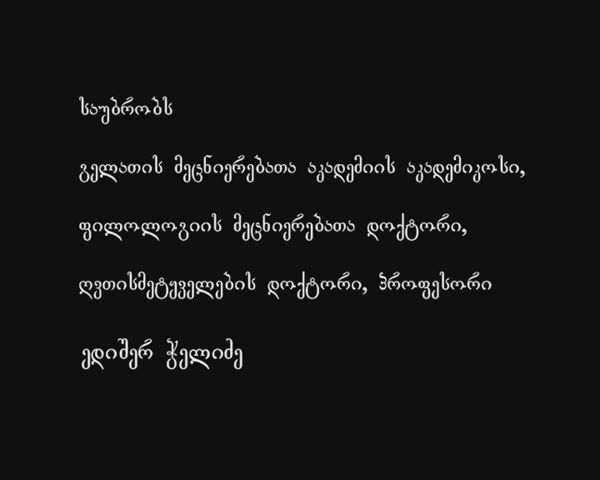 საუბრობს
გელათის მეცნიერებათა აკადემიის აკადემიკოსი,
ფილოლოგიის მეცნიერებათა დოქტორი,
ღვთისმეტყველების დოქტორი, პროფესორი
ედიშერ ჭელიძე